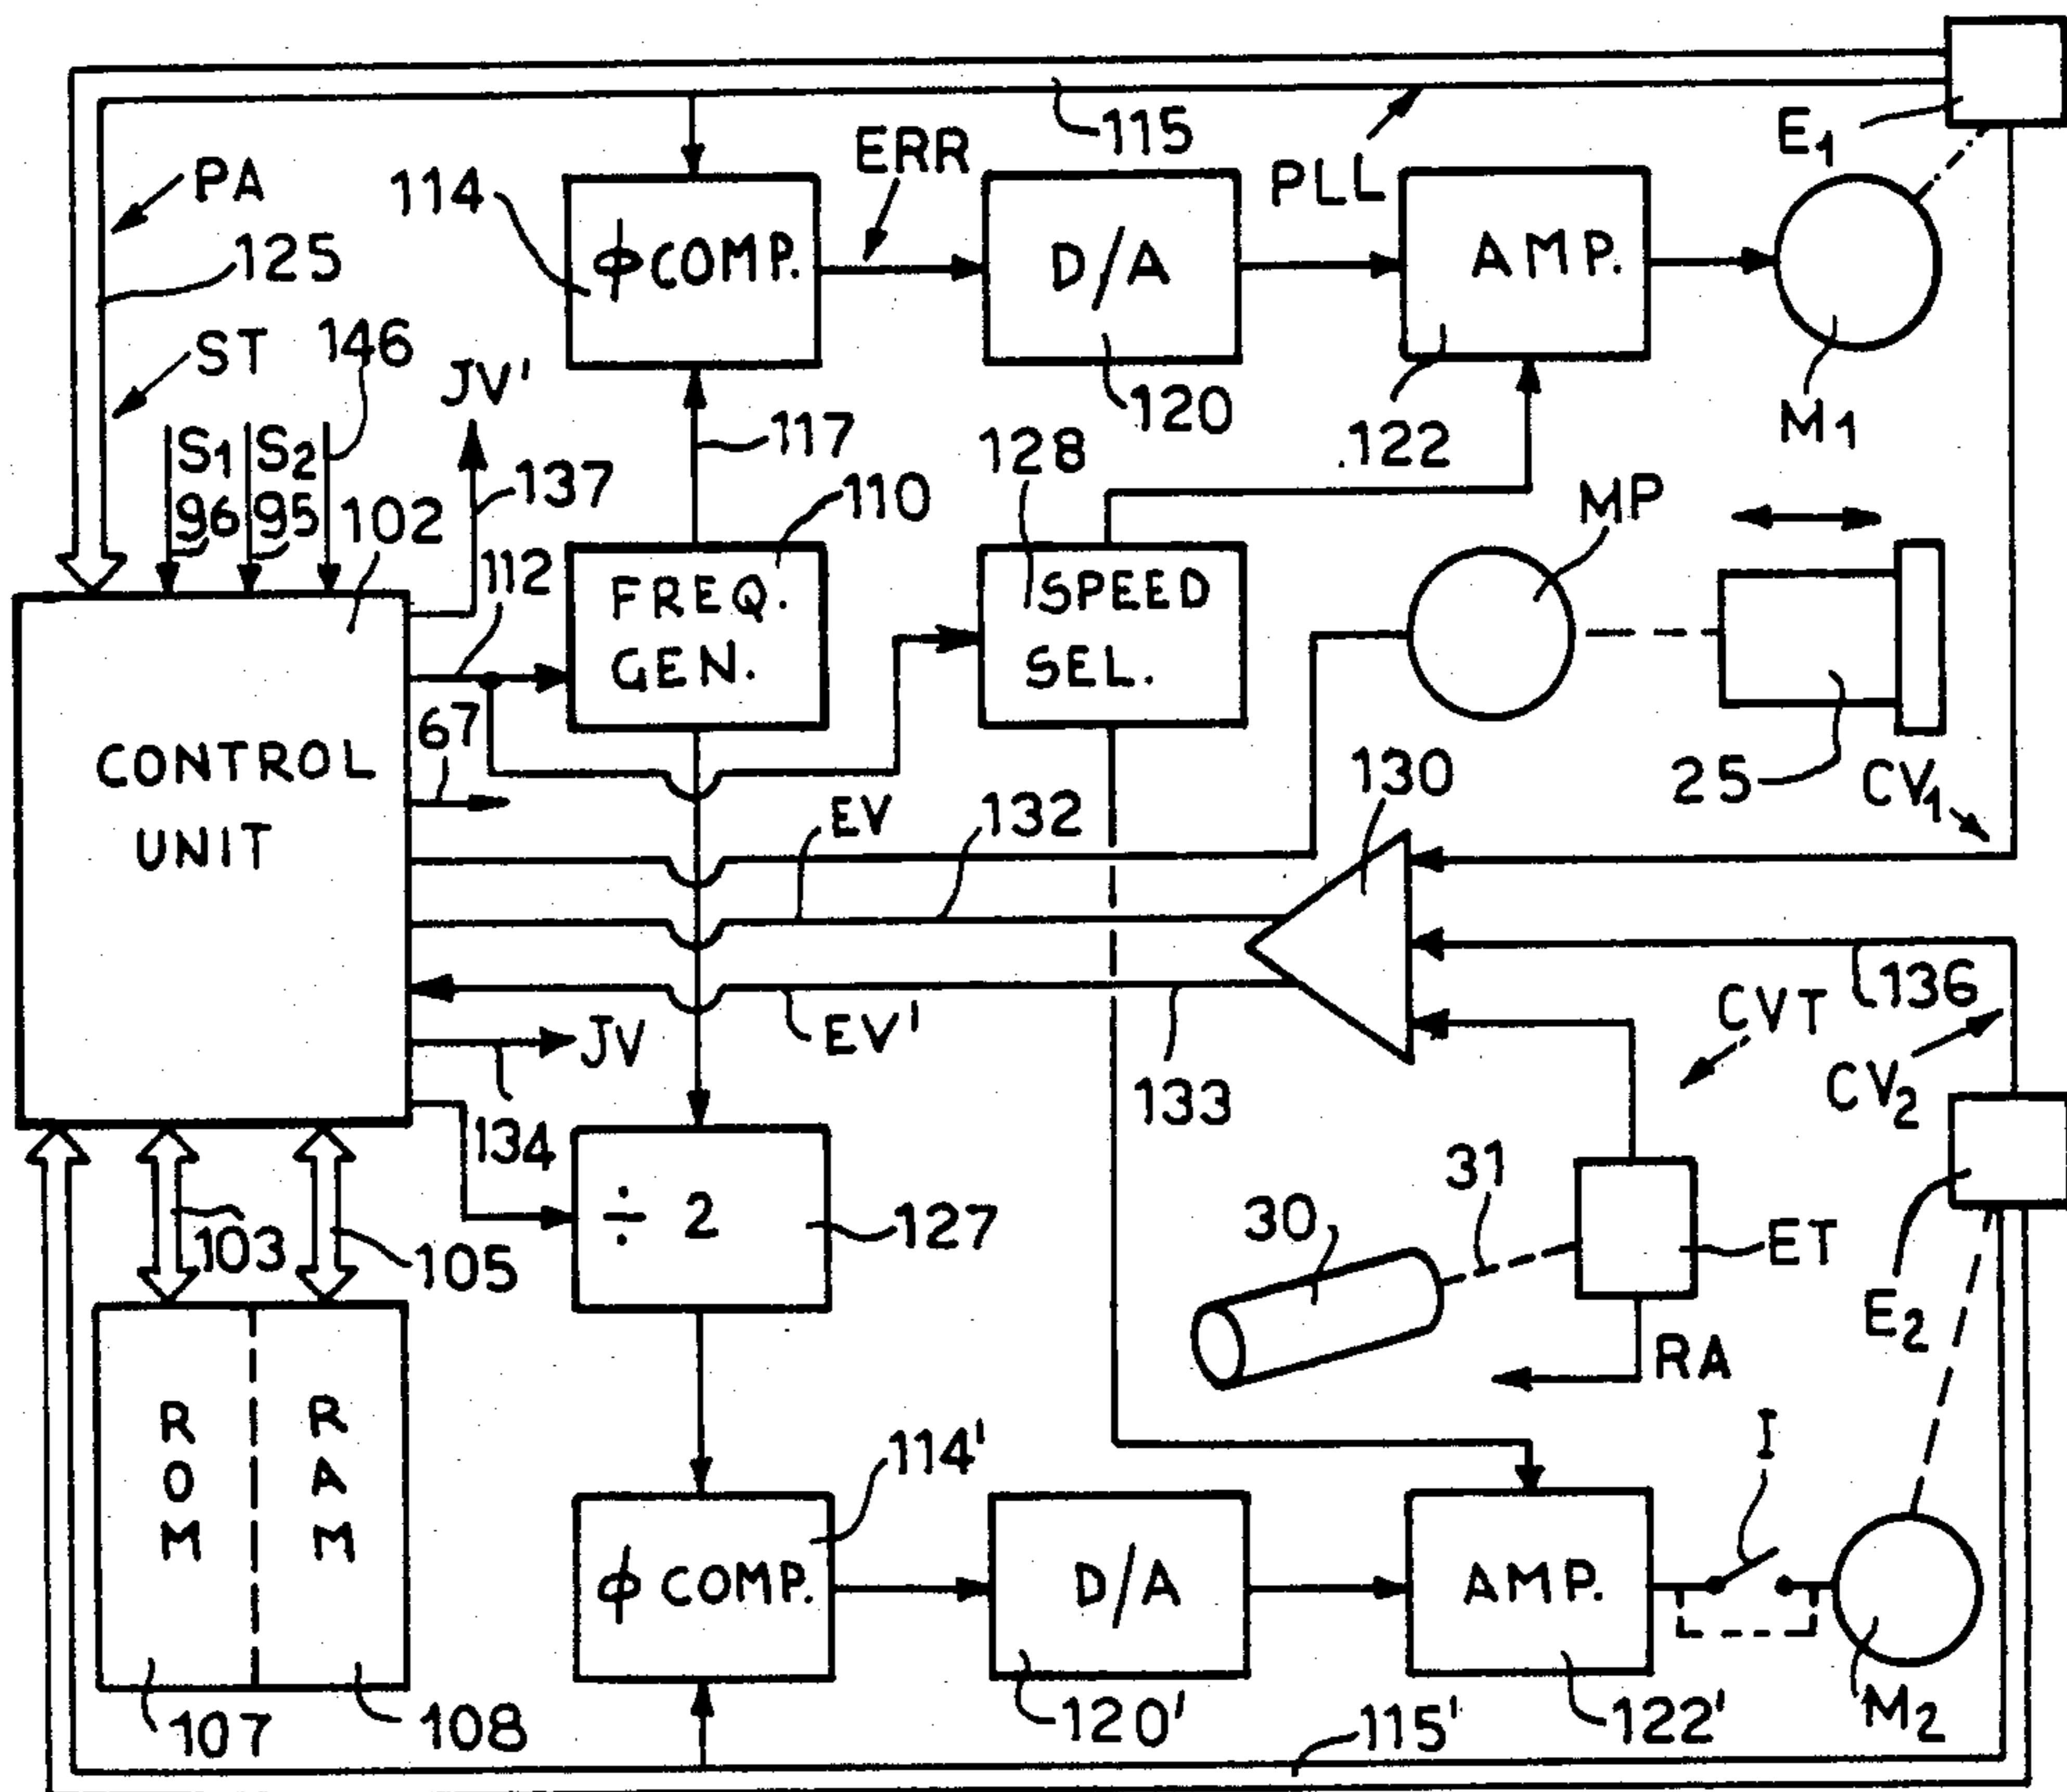 115
E1
PLL
ERR
PA
114
φ COMP.
D/A
AMP.
125
ST
146
JV'
S1
S2
96
95
102
137
117
120
122
M1
128
110
MP
112
FREQ.
GEN.
SPEED
SEL.
67
CONTROL
UNIT
EV
132
130
25
CV1
136
CVT
CV2
EV'
JV
133
134
÷ 2
127
103
105
30
31
ET
E2
RA
I
ROM
RAM
114'
φ COMP.
D/A
AMP.
107
108
120'
115'
122'
M2